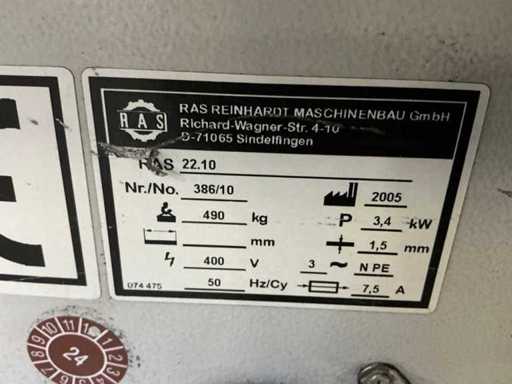 RAS
RAS REINHARDT MASCHINENBAU GmbH
Richard-Wagner-Str. 4-10
D-71065 Sindelfingen
RAS 22.10
Nr./No. 386/10
2005
490 kg
P 3,4 kW
mm
1,5 mm
400 V
3 ~ N PE
50 Hz/Cy
7,5 A
074 475
24